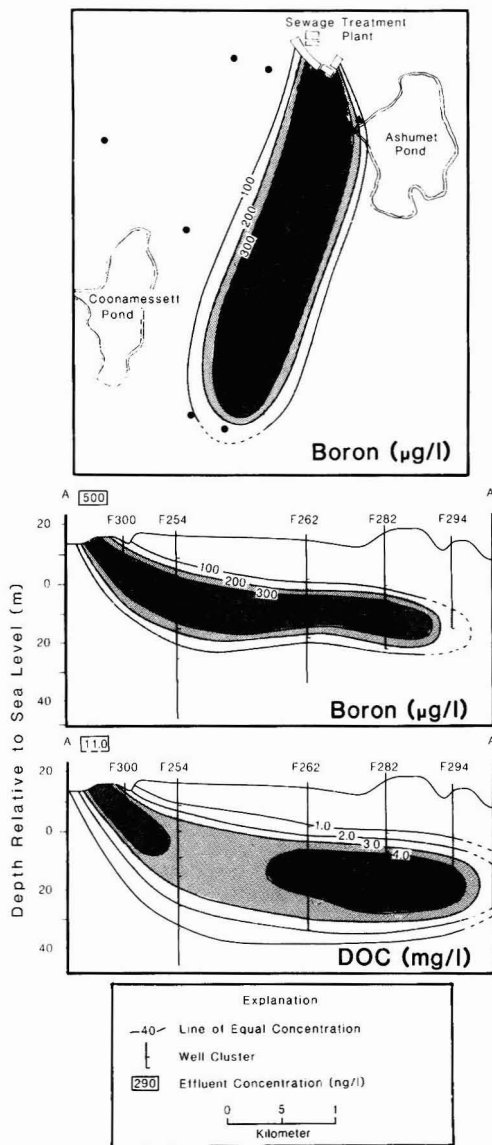 Sewage Treatment
Plant
Ashumet
Pond
100
200
300
Coonamessett
Pond
Boron (µg/l)
A 500 A
F300 F254 F262 F282 F294
20
0
20
40
100
200
300
Boron (µg/l)
Depth Relative to Sea Level (m)
A 11.0 A
F300 F254 F262 F282 F294
20
0
20
40
1.0
2.0
3.0
4.0
DOC (mg/l)
Explanation
40 Line of Equal Concentration
Well Cluster
290 Effluent Concentration (ng/l)
0 5 1
Kilometer